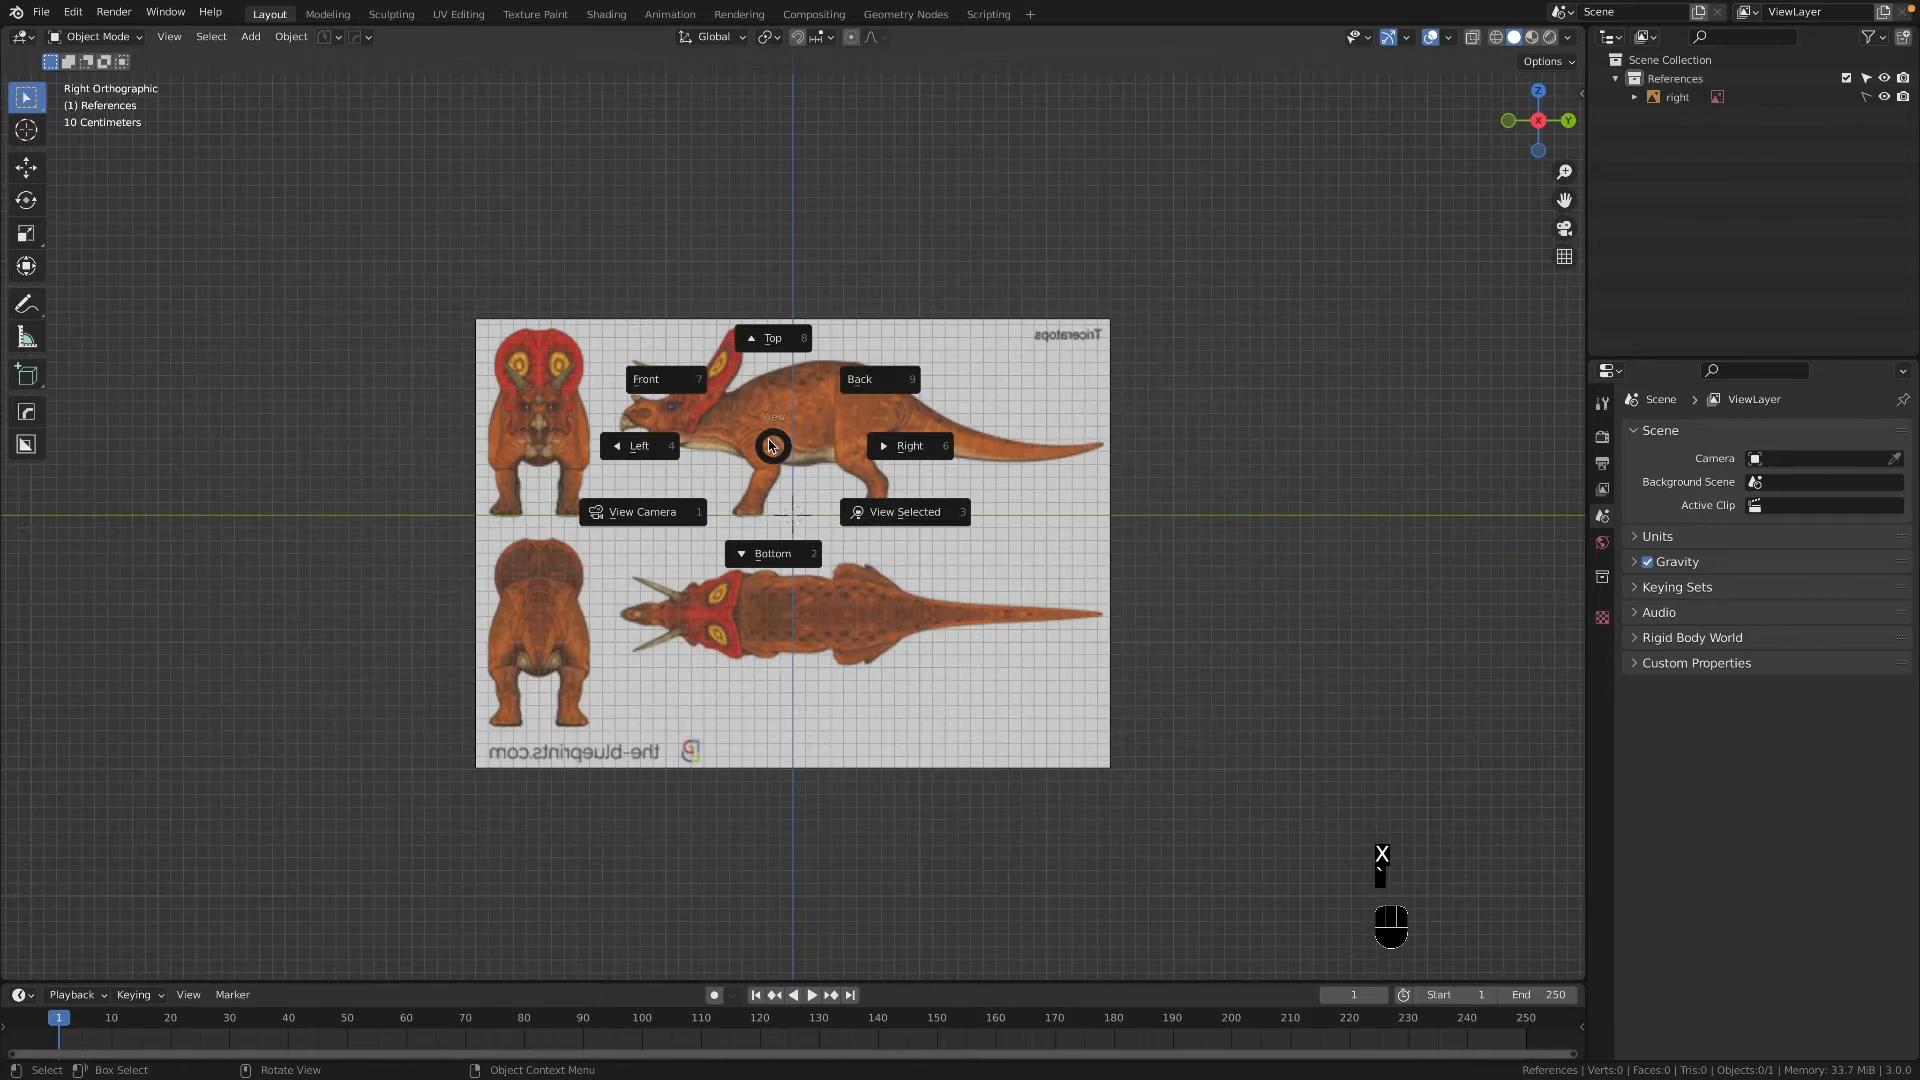 File Edit Render Window Help Layout Modeling Sculpting UV Editing Texture Paint Shading Animation Rendering Compositing Geometry Nodes Scripting + Scene ViewLayer
Object Mode View Select Add Object Global
Options
Right Orthographic
(1) References
10 Centimeters
Z
X
Y
Scene Collection
References
right
Triceratops
Top 8
Front 7
Back 9
View
Left 4
Right 6
View Camera 1
View Selected 3
Bottom 2
the-blueprints.com
Scene > ViewLayer
Scene
Camera
Background Scene
Active Clip
Units
Gravity
Keying Sets
Audio
Rigid Body World
Custom Properties
X
`
Playback Keying View Marker 1 Start 1 End 250
1 10 20 30 40 50 60 70 80 90 100 110 120 130 140 150 160 170 180 190 200 210 220 230 240 250
Select Box Select Rotate View Object Context Menu References | Verts:0 | Faces:0 | Tris:0 | Objects:0/1 | Memory: 33.7 MiB | 3.0.0